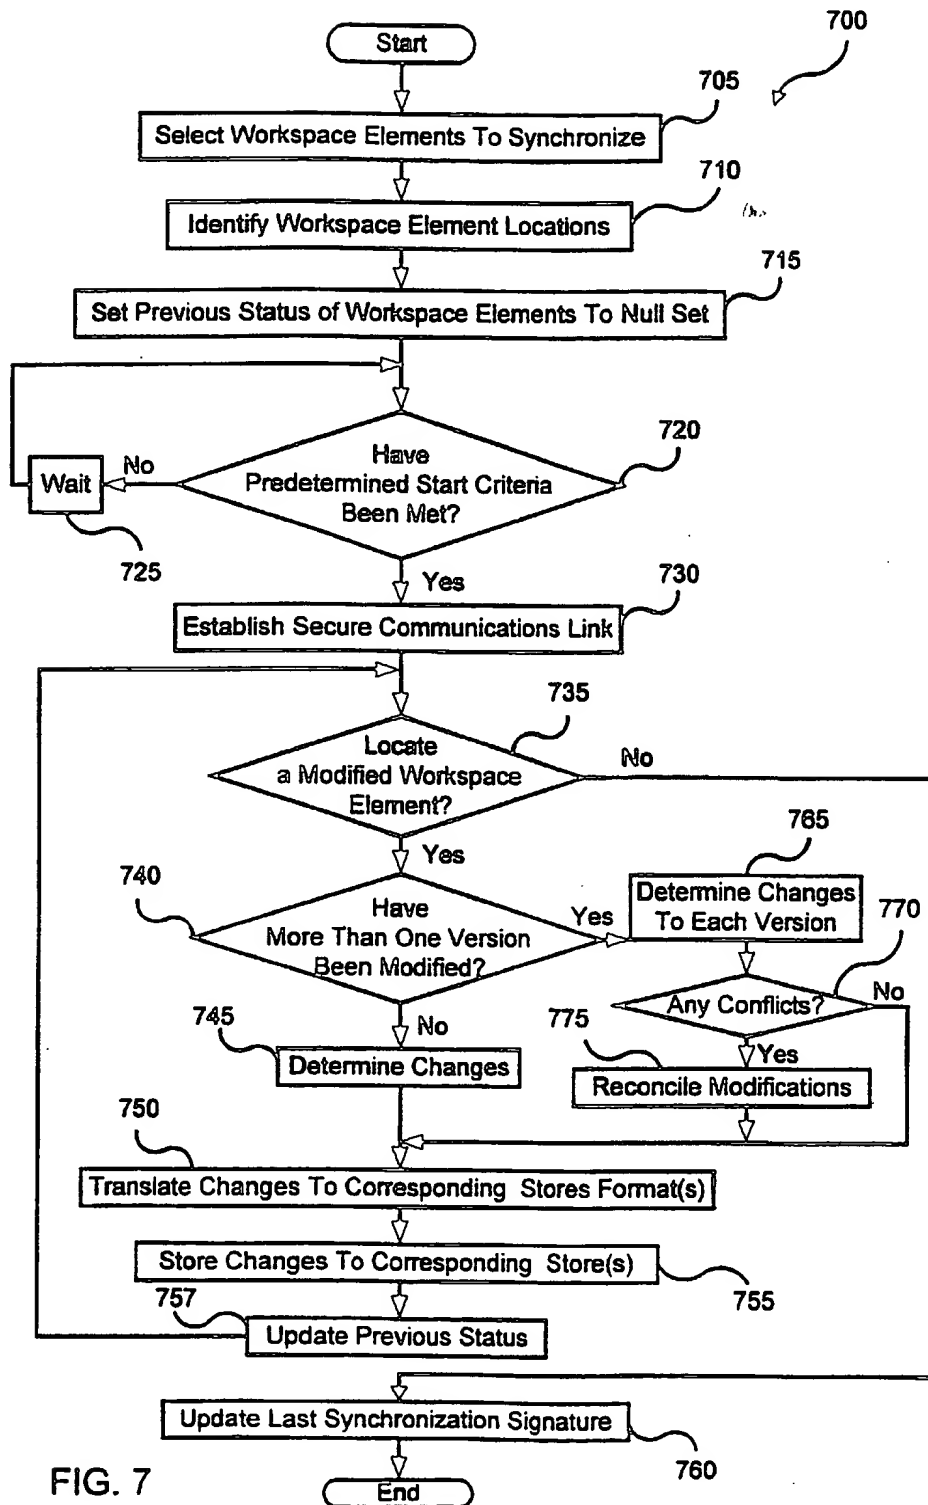 Start
700
705
Select Workspace Elements To Synchronize
710
Identify Workspace Element Locations
715
Set Previous Status of Workspace Elements To Null Set
720
Have
Predetermined Start Criteria
Been Met?
No
Wait
725
Yes
730
Establish Secure Communications Link
735
Locate
a Modified Workspace
Element?
No
Yes
740
Have
More Than One Version
Been Modified?
Yes
765
Determine Changes
To Each Version
770
Any Conflicts?
No
No
745
Determine Changes
775
Yes
Reconcile Modifications
750
Translate Changes To Corresponding Stores Format(s)
Store Changes To Corresponding Store(s)
755
757
Update Previous Status
Update Last Synchronization Signature
760
End
FIG. 7